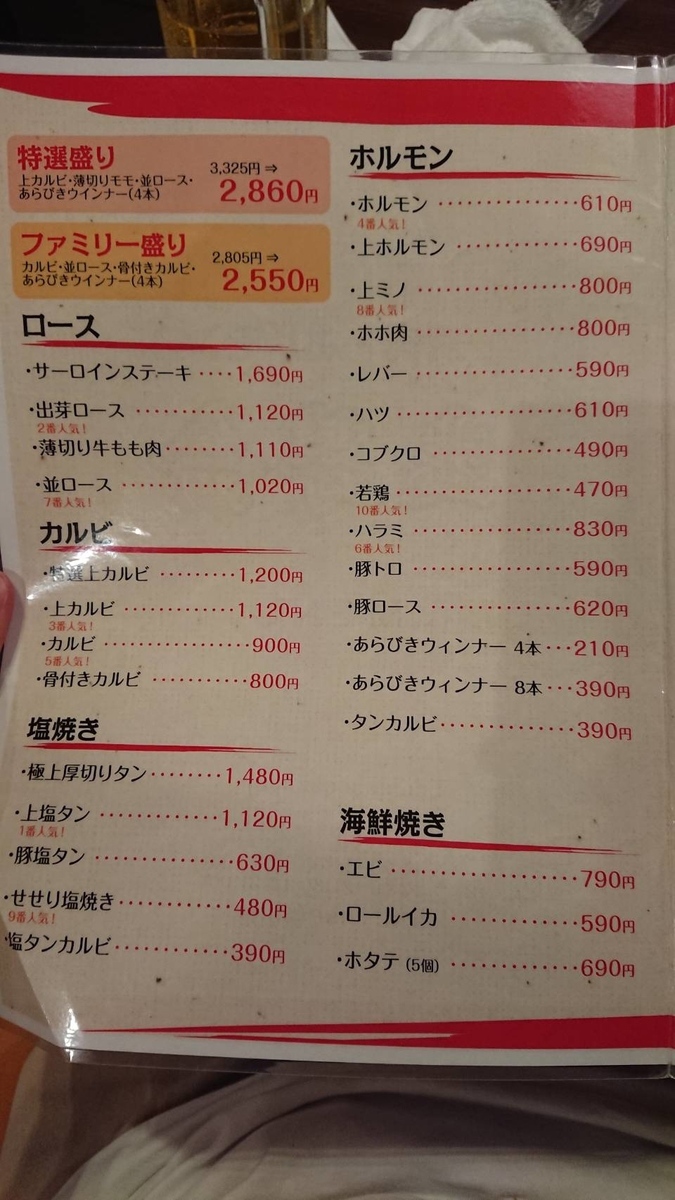 特選盛り
3,325円⇒
上カルビ・薄切りモモ・並ロース・
あらびきウインナー(4本)
2,860円
ファミリー盛り
2,805円⇒
カルビ・並ロース・骨付きカルビ・
あらびきウインナー(4本)
2,550円
ロース
・サーロインステーキ ････1,690円
・出芽ロース ･･･････････1,120円
2番人気!
・薄切り牛もも肉････････1,110円
・並ロース ････････････1,020円
7番人気!
カルビ
・特選上カルビ ･････････1,200円
・上カルビ ････････････1,120円
3番人気!
・カルビ ･･････････････900円
5番人気!
・骨付きカルビ ･･････････800円
塩焼き
・極上厚切りタン････････1,480円
・上塩タン ････････････1,120円
1番人気!
・豚塩タン ･････････････630円
・せせり塩焼き･･･････････480円
9番人気!
・塩タンカルビ･･･････････390円
ホルモン
・ホルモン ･････････････610円
4番人気!
・上ホルモン ･･･････････690円
・上ミノ ･･･････････････800円
8番人気!
・ホホ肉 ･･･････････････800円
・レバー ･･･････････････590円
・ハツ ････････････････610円
・コブクロ ･････････････490円
・若鶏････････････････470円
10番人気!
・ハラミ ･･･････････････830円
6番人気!
・豚トロ ･･･････････････590円
・豚ロース ･････････････620円
・あらびきウィンナー 4本･･･210円
・あらびきウィンナー 8本･･･390円
・タンカルビ･････････････390円
海鮮焼き
・エビ ････････････････790円
・ロールイカ ･･･････････590円
・ホタテ (5個) ･･･････････690円